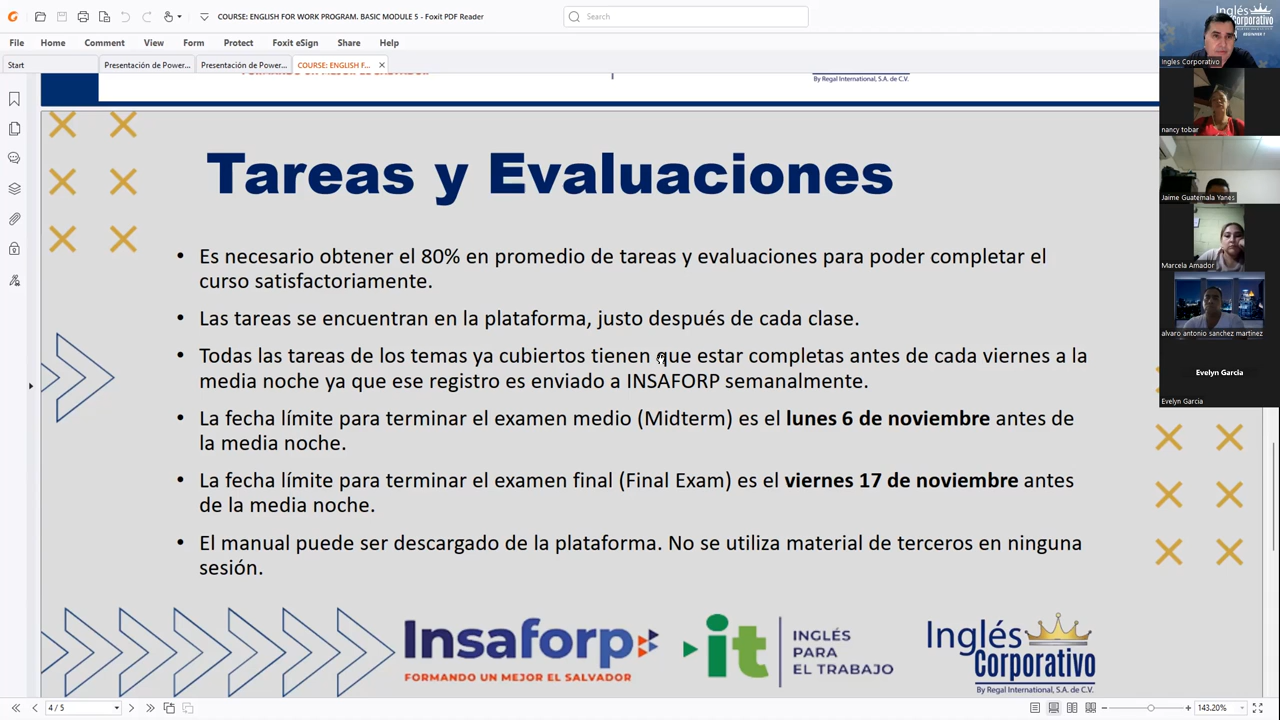 COURSE: ENGLISH FOR WORK PROGRAM. BASIC MODULE 5 - Foxit PDF Reader
Search
File Home Comment View Form Protect Foxit eSign Share Help
Start Presentación de Power... Presentación de Power... COURSE: ENGLISH F...
By Regal International, S.A. de C.V.
Tareas y Evaluaciones
• Es necesario obtener el 80% en promedio de tareas y evaluaciones para poder completar el
curso satisfactoriamente.
• Las tareas se encuentran en la plataforma, justo después de cada clase.
• Todas las tareas de los temas ya cubiertos tienen que estar completas antes de cada viernes a la
media noche ya que ese registro es enviado a INSAFORP semanalmente.
• La fecha límite para terminar el examen medio (Midterm) es el lunes 6 de noviembre antes de
la media noche.
• La fecha límite para terminar el examen final (Final Exam) es el viernes 17 de noviembre antes
de la media noche.
• El manual puede ser descargado de la plataforma. No se utiliza material de terceros en ninguna
sesión.
Insaforp
FORMANDO UN MEJOR EL SALVADOR
it
INGLÉS
PARA
EL TRABAJO
Inglés
Corporativo
By Regal International, S.A. de C.V.
4 / 5
143.20%
Inglés
Corporativo
BEGINNER 1
Ingles Corporativo
nancy tobar
Jaime Guatemala Yanes
Marcela Amador
alvaro antonio sanchez martinez
Evelyn Garcia
Evelyn Garcia